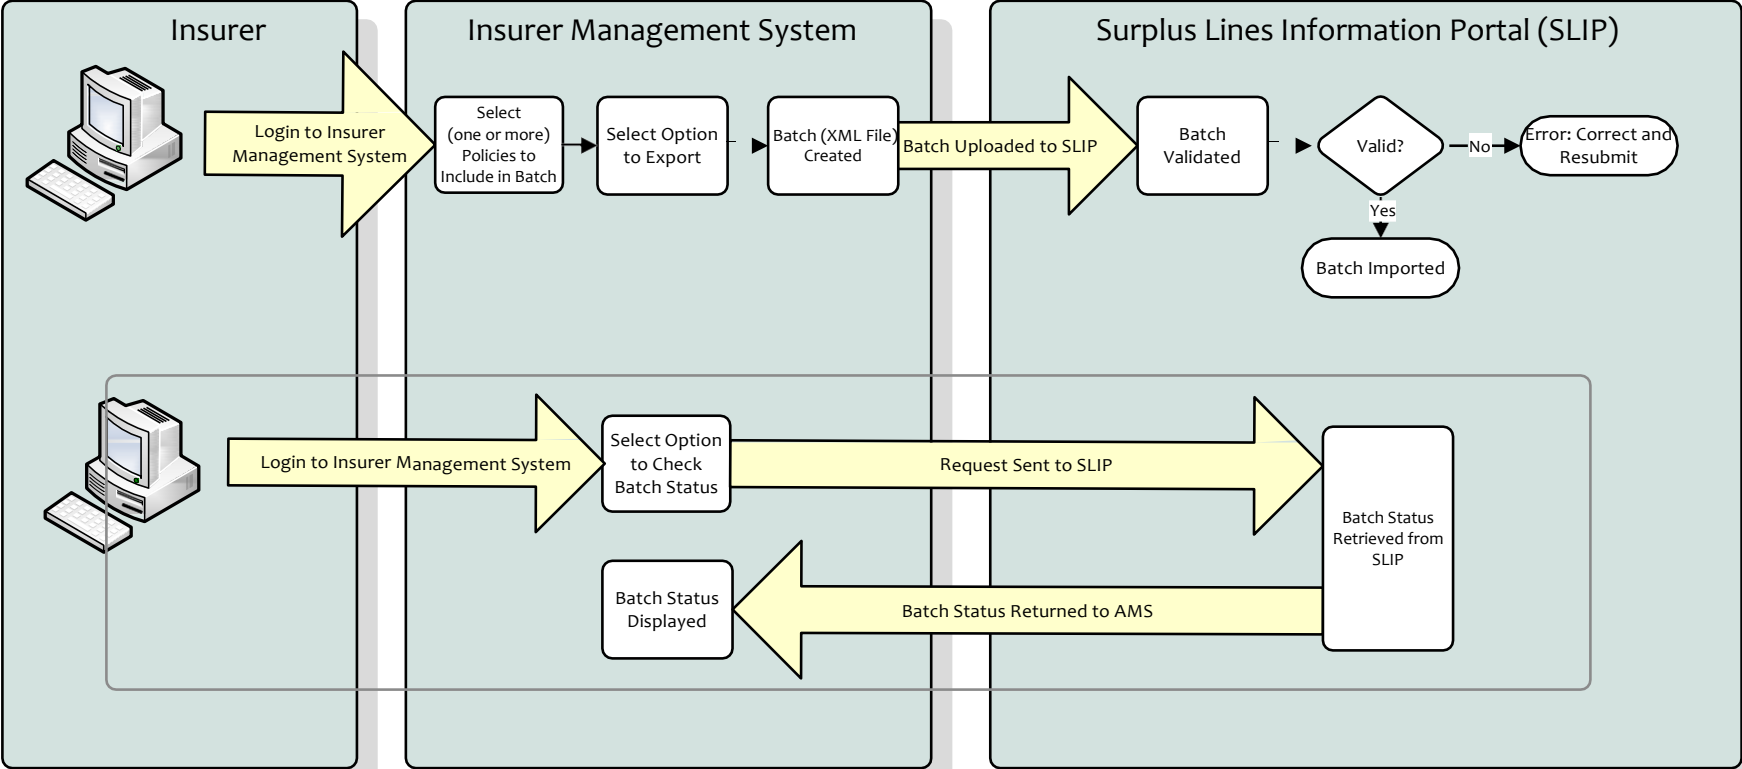 Insurer
Insurer Management System
Surplus Lines Information Portal (SLIP)
Login to Insurer
Management System
Select
(one or more)
Policies to
Include in Batch
Select Option
to Export
Batch (XML File)
Created
Batch Uploaded to SLIP
Batch
Validated
Valid?
No
Error: Correct and
Resubmit
Yes
Batch Imported
Login to Insurer Management System
Select Option
to Check
Batch Status
Request Sent to SLIP
Batch Status
Retrieved from
SLIP
Batch Status Returned to AMS
Batch Status
Displayed